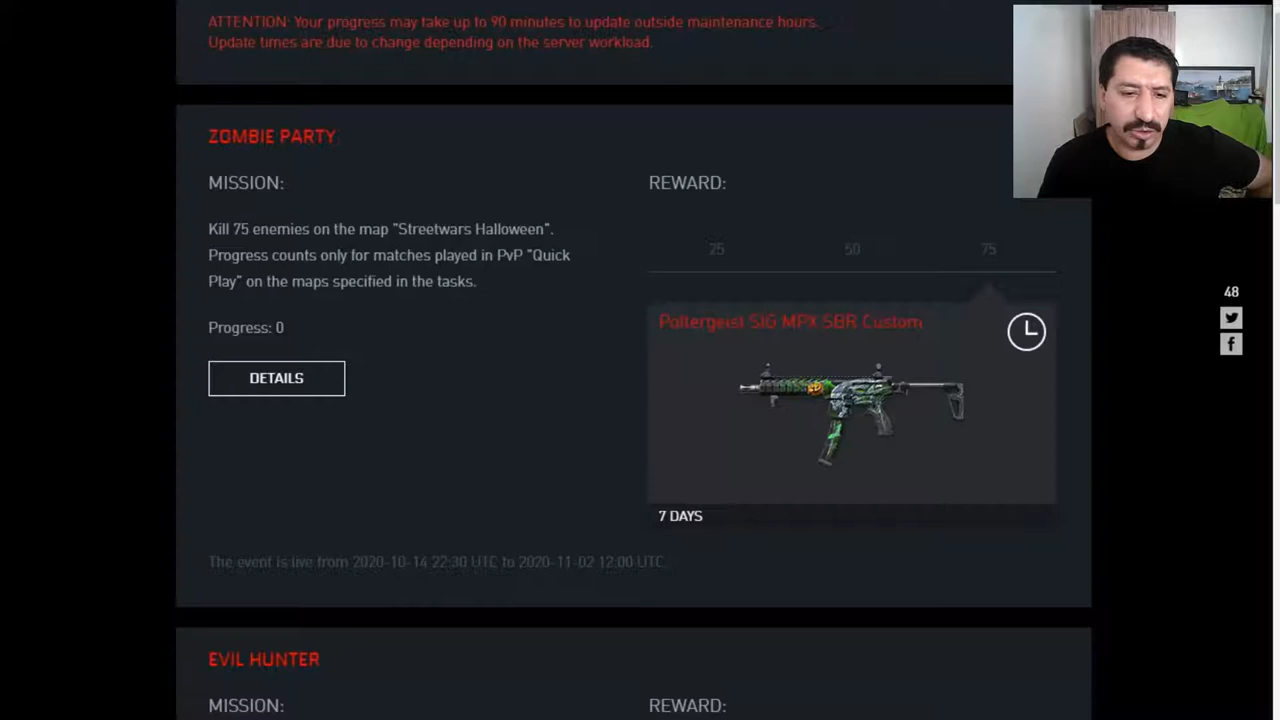 ATTENTION: Your progress may take up to 90 minutes to update outside maintenance hours.
Update times are due to change depending on the server workload.
ZOMBIE PARTY
MISSION:
Kill 75 enemies on the map "Streetwars Halloween".
Progress counts only for matches played in PvP "Quick
Play" on the maps specified in the tasks.
Progress: 0
DETAILS
REWARD:
25 50 75
Poltergeist SIG MPX SBR Custom
7 DAYS
The event is live from 2020-10-14 22:30 UTC to 2020-11-02 12:00 UTC.
48
EVIL HUNTER
MISSION:
REWARD: